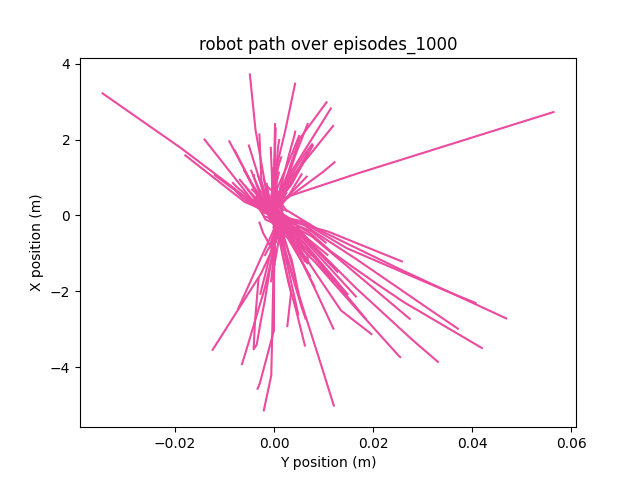 robot path over episodes_1000
4
2
0
−2
−4
X position (m)
−0.02 0.00 0.02 0.04 0.06
Y position (m)